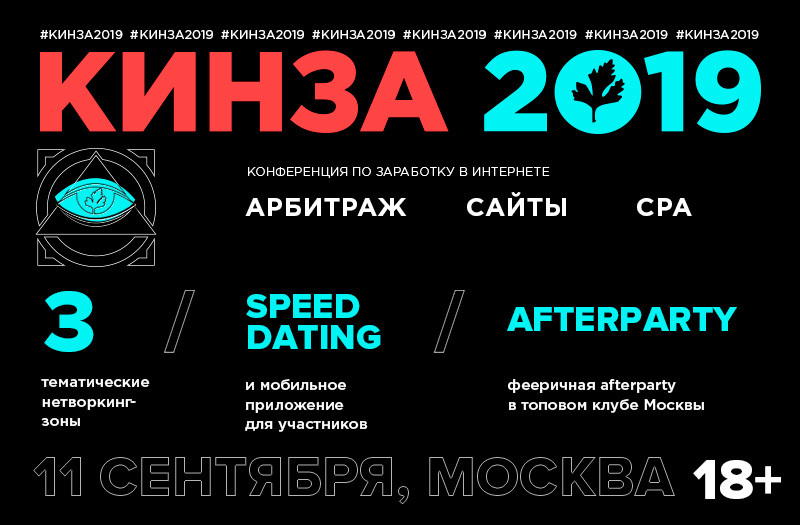 #КИНЗА2019 #КИНЗА2019 #КИНЗА2019 #КИНЗА2019 #КИНЗА2019 #КИНЗА2019 #КИНЗА2019 #КИНЗА2019
КИНЗА 2019
КОНФЕРЕНЦИЯ ПО ЗАРАБОТКУ В ИНТЕРНЕТЕ
АРБИТРАЖ САЙТЫ CPA
3
тематические
нетворкинг-
зоны
SPEED
DATING
и мобильное
приложение
для участников
AFTERPARTY
фееричная afterparty
в топовом клубе Москвы
11 СЕНТЯБРЯ, МОСКВА 18+